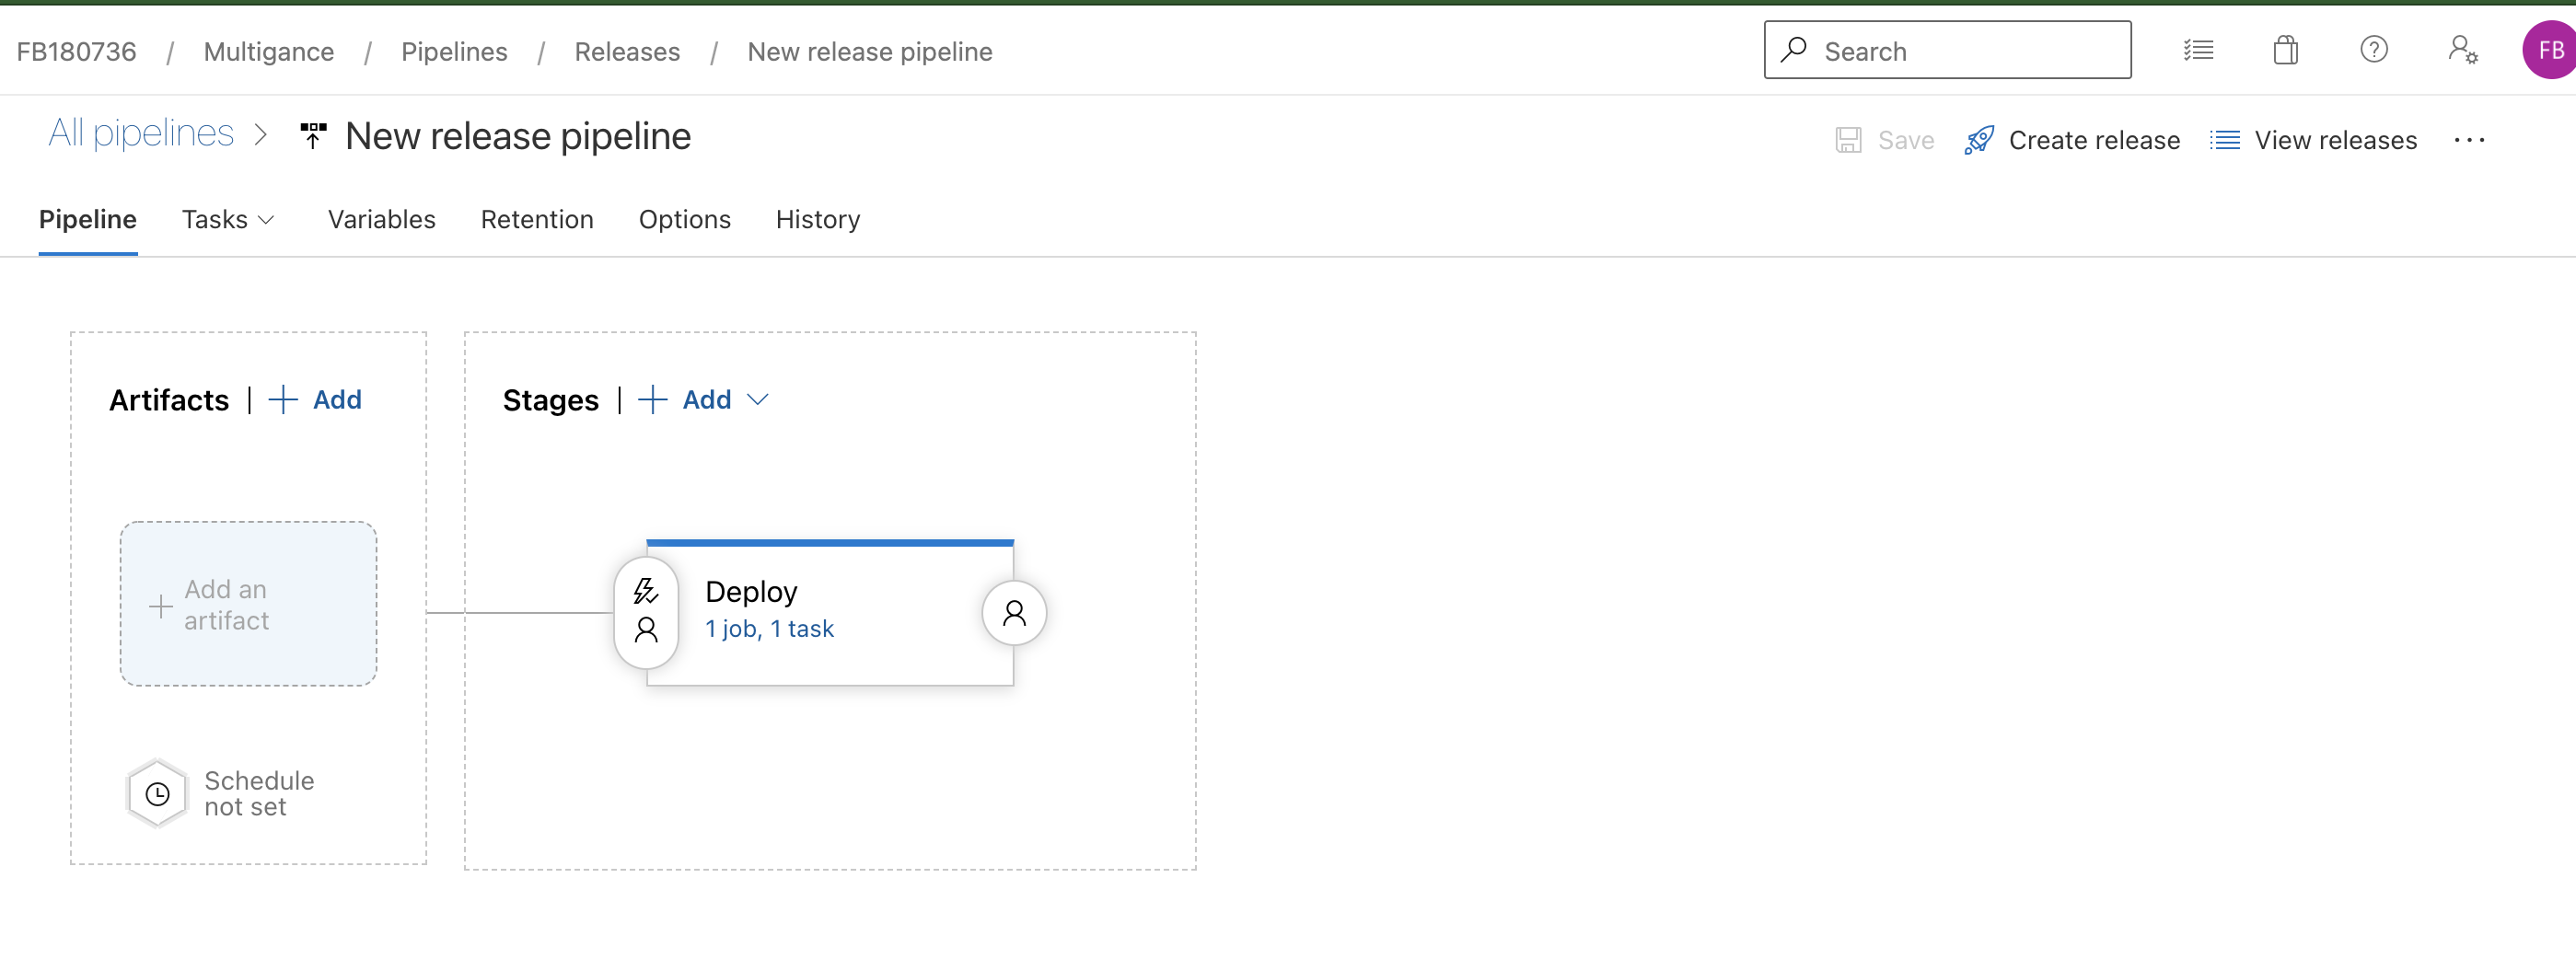 FB180736 / Multigance / Pipelines / Releases / New release pipeline
Search
FB
All pipelines > New release pipeline
Save
Create release
View releases
Pipeline
Tasks
Variables
Retention
Options
History
Artifacts | + Add
Stages | + Add
+ Add an
artifact
Deploy
1 job, 1 task
Schedule
not set